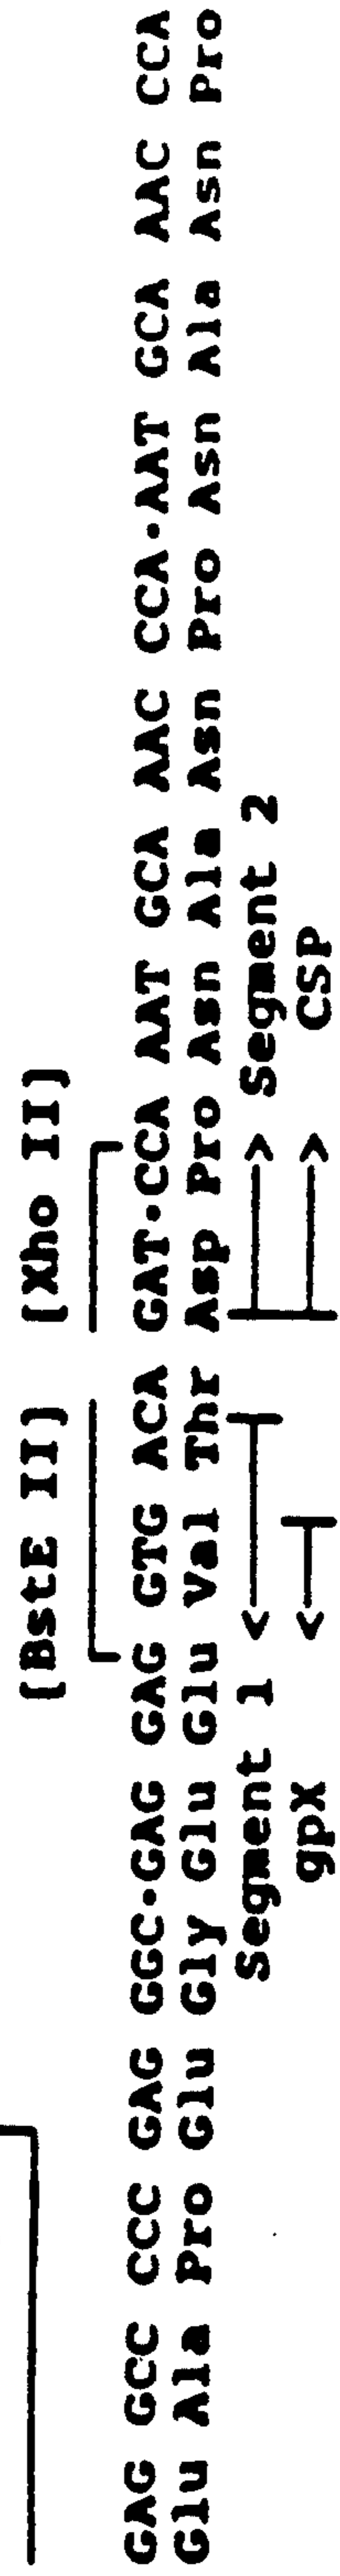 [BstE II] [Xho II]
GAG GCC CCC GAG GGC·GAG GAG GTG ACA GAT·CCA AAT GCA AAC CCA·AAT GCA AAC CCA
Glu Ala Pro Glu Gly Glu Glu Val Thr Asp Pro Asn Ala Asn Pro Asn Ala Asn Pro
Segment 1 < > Segment 2
gpX < > CSP